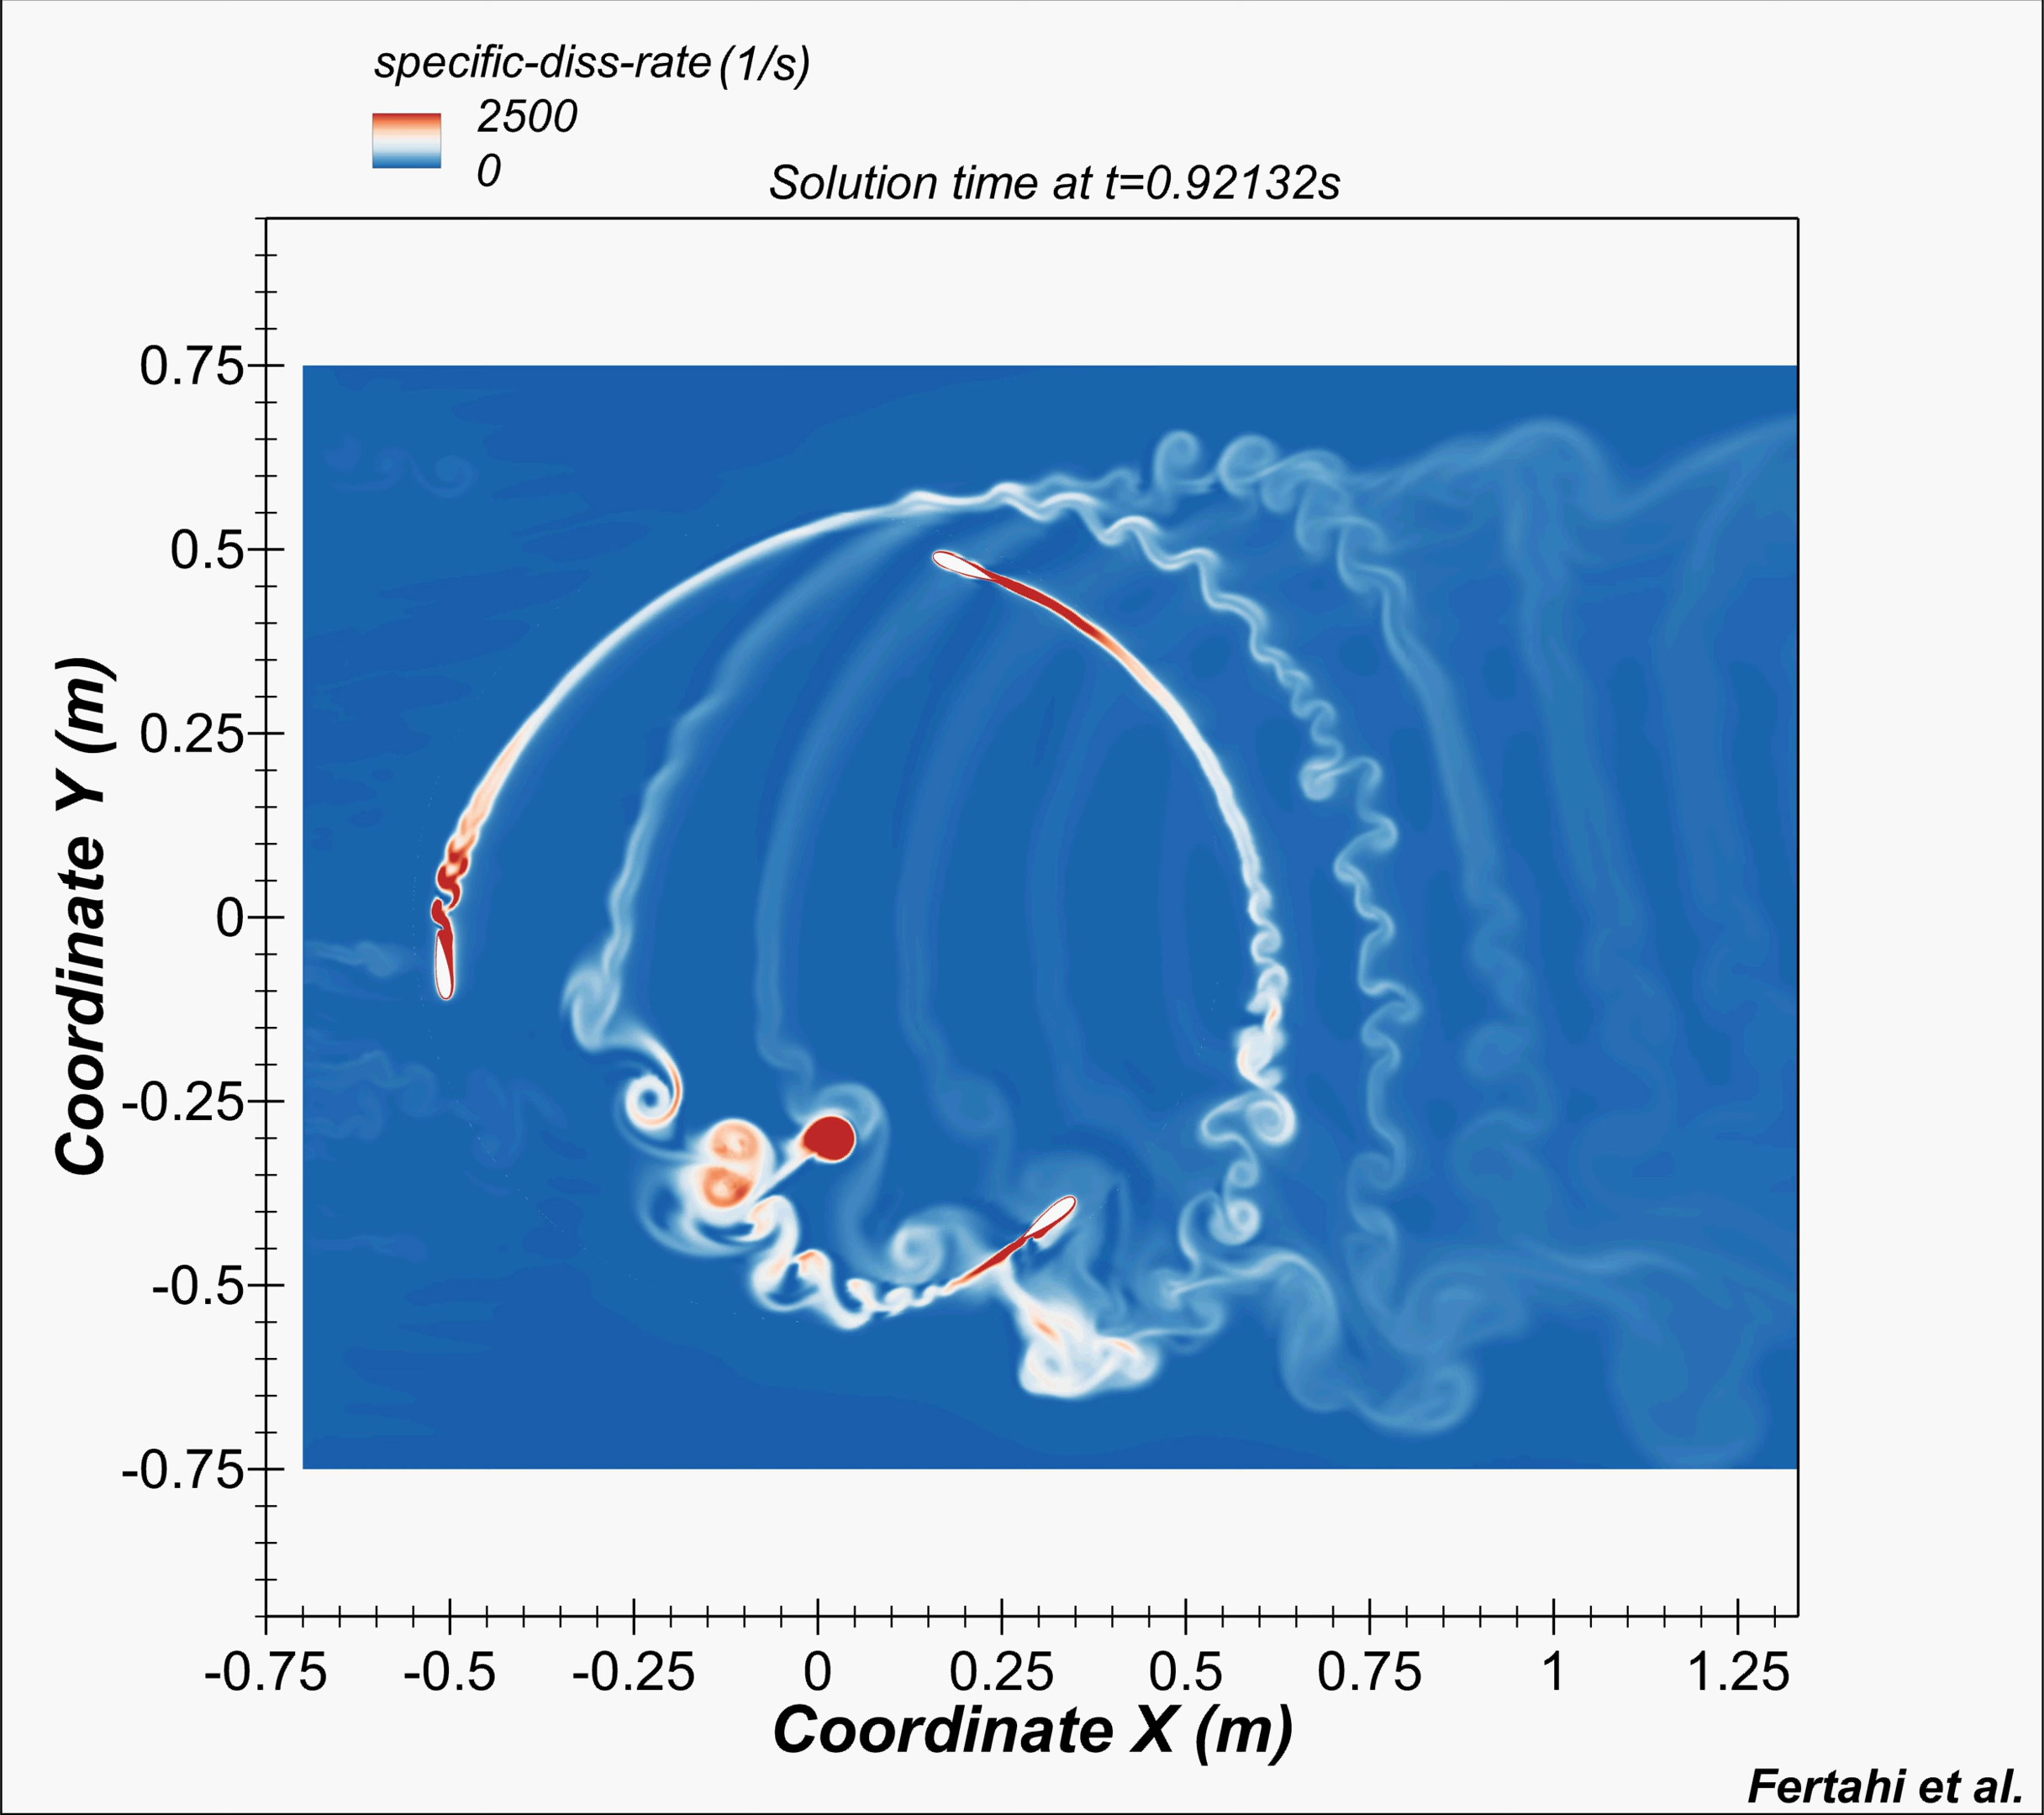 specific-diss-rate (1/s)
2500
0
Solution time at t=0.92132s
0.75
0.5
0.25
0
-0.25
-0.5
-0.75
Coordinate Y (m)
-0.75 -0.5 -0.25 0 0.25 0.5 0.75 1 1.25
Coordinate X (m)
Fertahi et al.